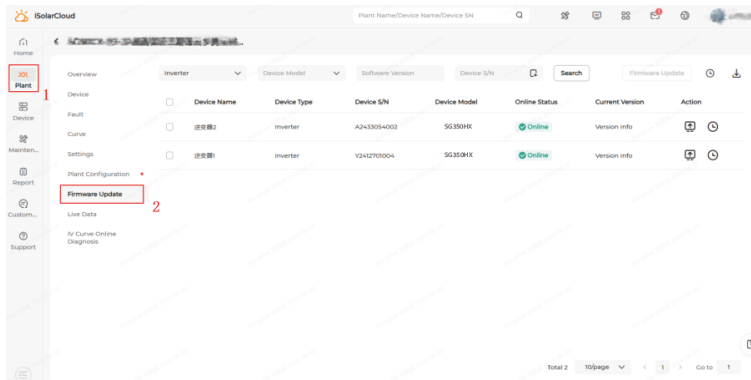 iSolarCloud
Plant Name/Device Name/Device SN
Home
Plant
1
Device
Mainten...
Report
Custom...
Support
Overview
Device
Fault
Curve
Settings
Plant Configuration
Firmware Update
2
Live Data
IV Curve Online
Diagnosis
Inverter
Device Model
Software Version
Device S/N
Search
Firmware Update
Device Name
Device Type
Device S/N
Device Model
Online Status
Current Version
Action
逆变器2
Inverter
A2433054002
SG350HX
Online
Version Info
逆变器1
Inverter
Y2412701004
SG350HX
Online
Version Info
Total 2
10/page
1
Go to
1